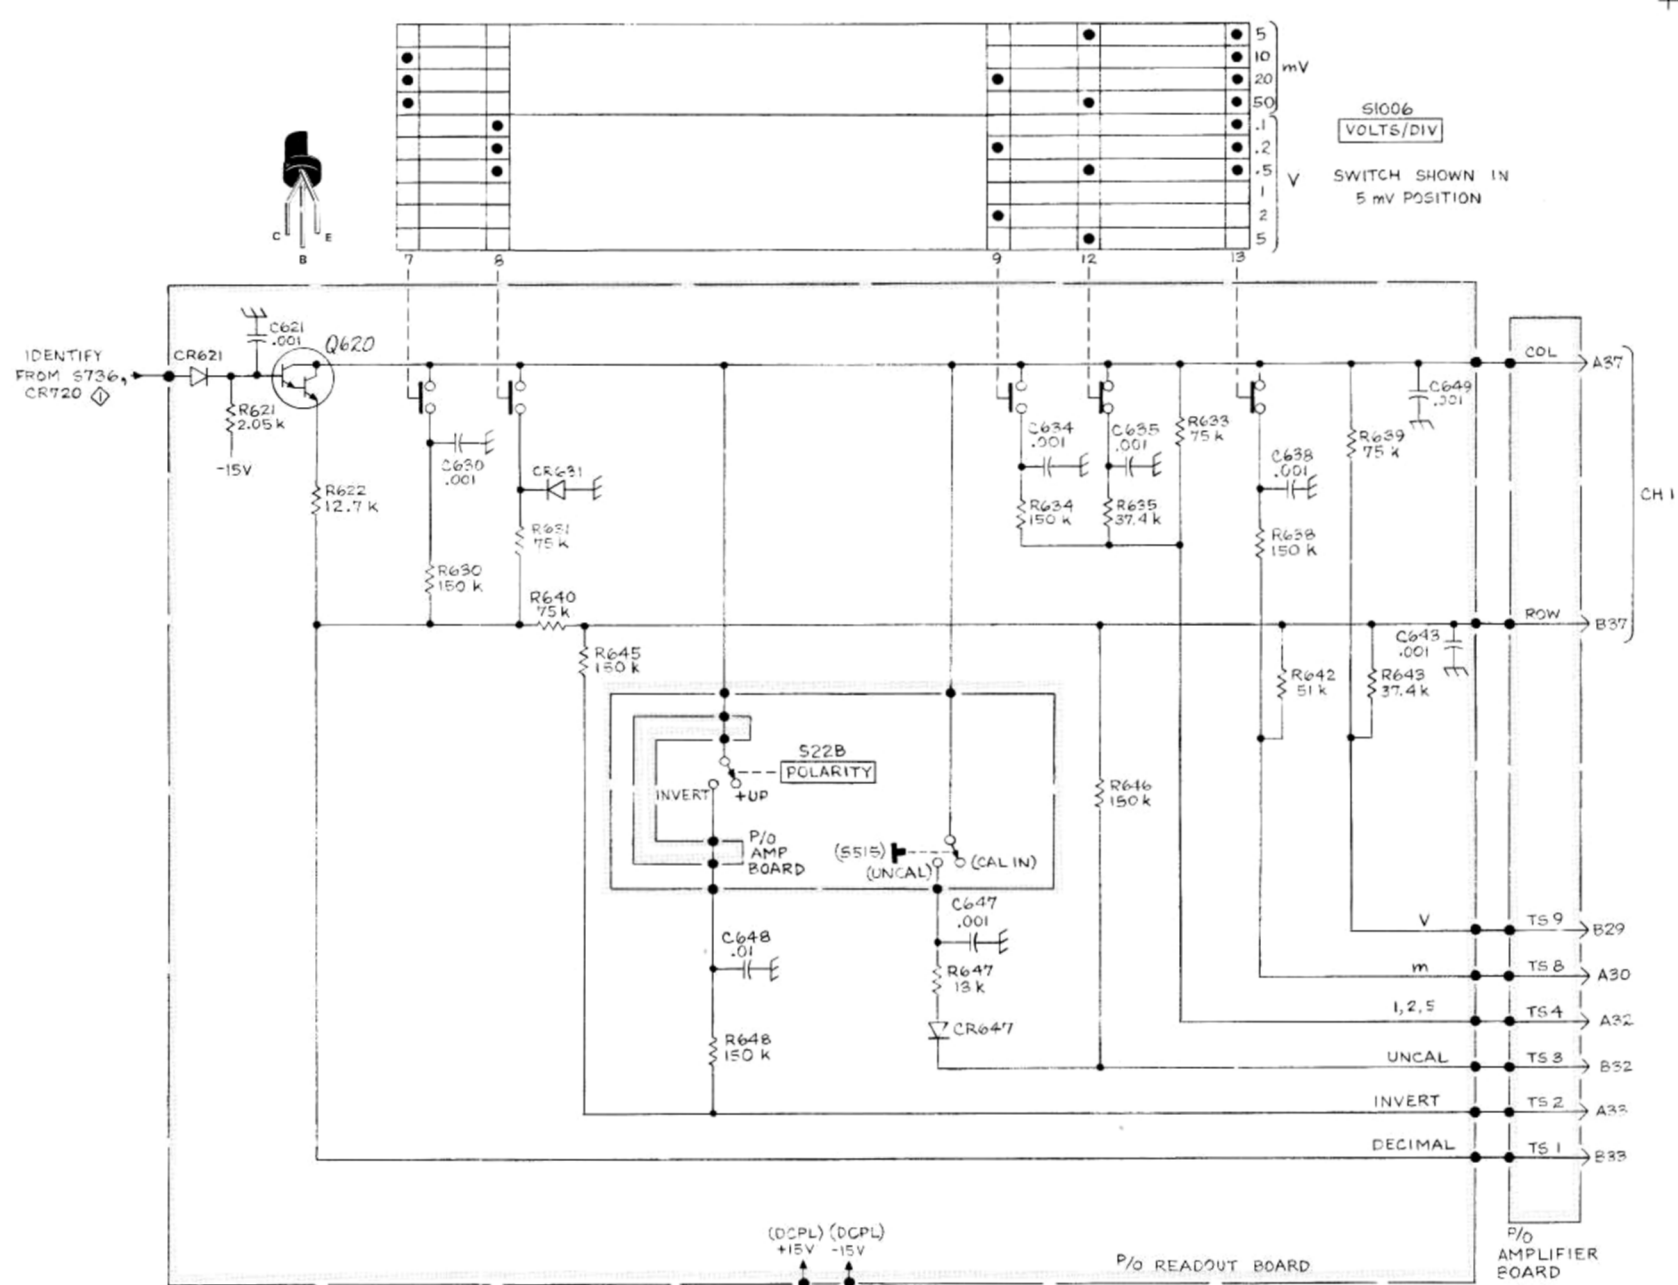 5
10
20
50
mV
.1
.2
.5
1
2
5
V
S1006
VOLTS/DIV
SWITCH SHOWN IN
5 mV POSITION
C
B
E
7
8
9
12
13
IDENTIFY
FROM S736,
CR720 1
CR621
C621
.001
Q620
R621
2.05k
-15V
R622
12.7 k
C630
.001
CR631
R631
75 k
R630
150 k
R640
75k
R645
150 k
C634
.001
C635
.001
R633
75 k
R634
150 k
R635
37.4 k
C638
.001
R638
150 k
R639
75 k
C649
.001
COL
A37
CH 1
ROW
B37
C643
.001
R642
51 k
R643
37.4 k
S22B
POLARITY
INVERT
+UP
P/O
AMP
BOARD
(S515)
(UNCAL)
(CAL IN)
R646
150 k
C647
.001
C648
.01
R647
13 k
CR647
R648
150 k
V
TS 9
B29
m
TS 8
A30
1, 2, 5
TS 4
A32
UNCAL
TS 3
B32
INVERT
TS 2
A33
DECIMAL
TS 1
B33
(DCPL) (DCPL)
+15V -15V
P/O READOUT BOARD
P/O
AMPLIFIER
BOARD